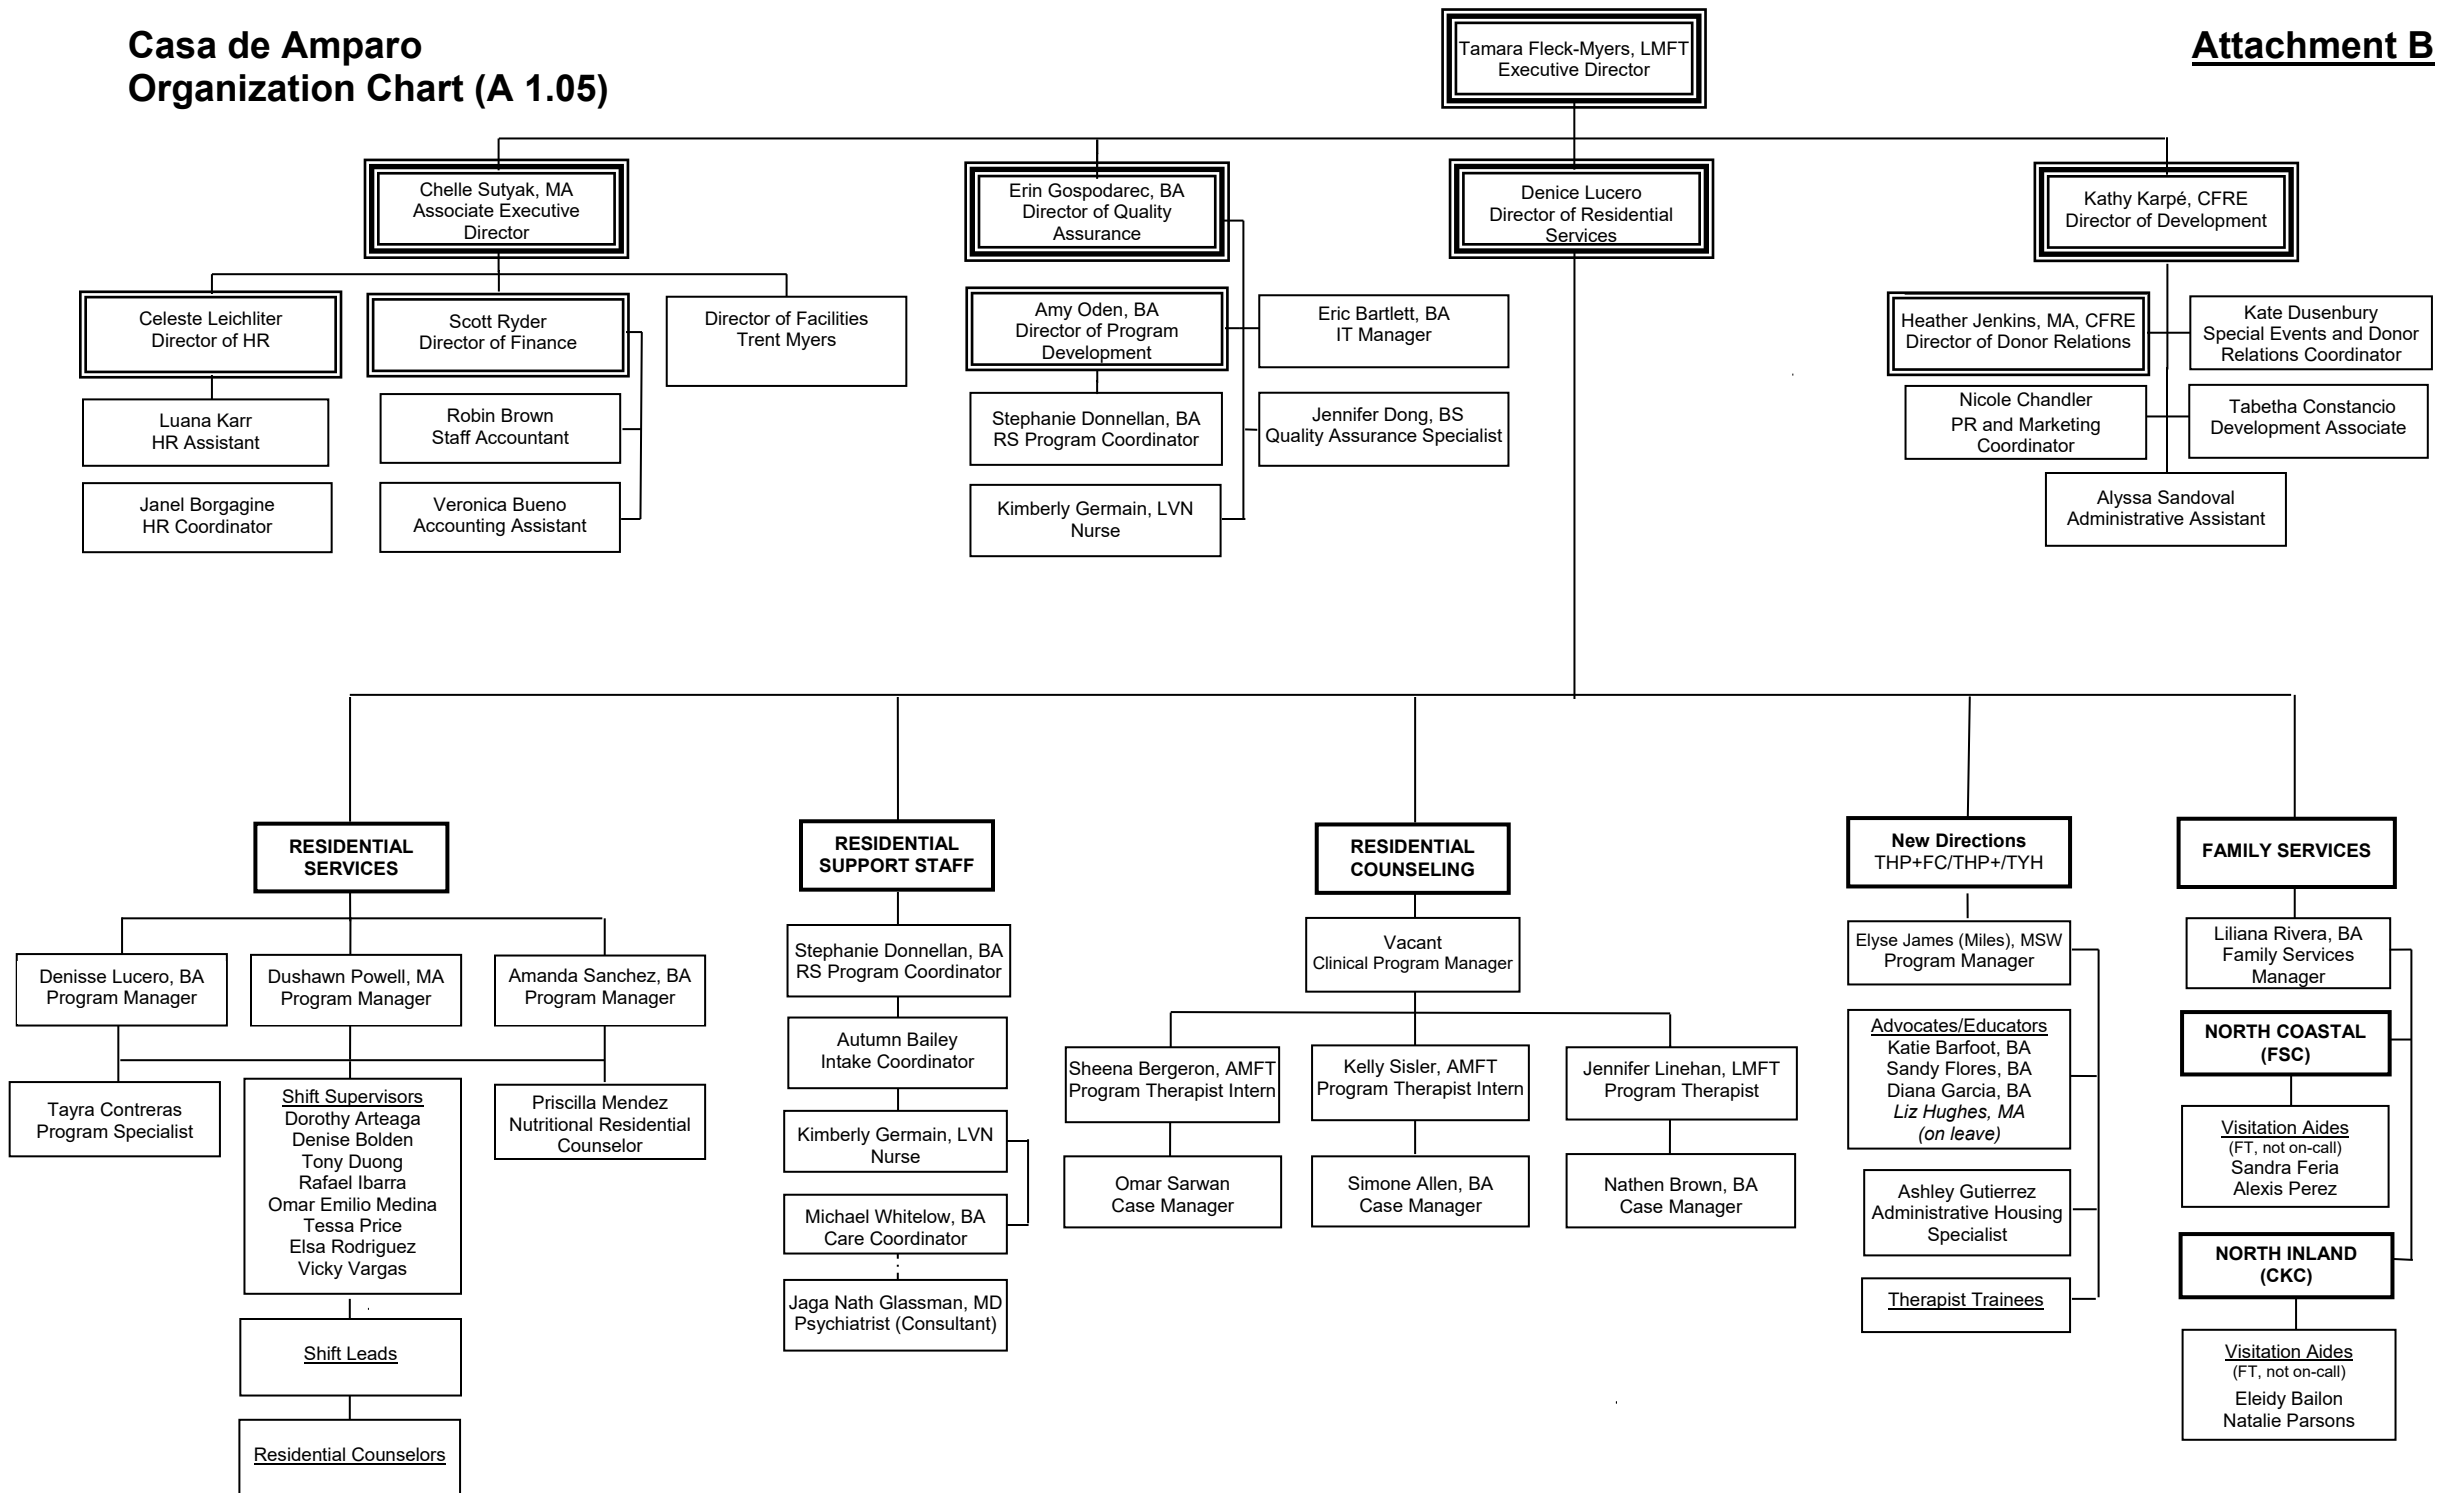 Casa de Amparo
Organization Chart (A 1.05)
Attachment B
Tamara Fleck-Myers, LMFT
Executive Director
Chelle Sutyak, MA
Associate Executive
Director
Erin Gospodarec, BA
Director of Quality
Assurance
Denice Lucero
Director of Residential
Services
Kathy Karpé, CFRE
Director of Development
Celeste Leichliter
Director of HR
Scott Ryder
Director of Finance
Director of Facilities
Trent Myers
Amy Oden, BA
Director of Program
Development
Eric Bartlett, BA
IT Manager
Heather Jenkins, MA, CFRE
Director of Donor Relations
Kate Dusenbury
Special Events and Donor
Relations Coordinator
Luana Karr
HR Assistant
Robin Brown
Staff Accountant
Stephanie Donnellan, BA
RS Program Coordinator
Jennifer Dong, BS
Quality Assurance Specialist
Nicole Chandler
PR and Marketing
Coordinator
Tabetha Constancio
Development Associate
Janel Borgagine
HR Coordinator
Veronica Bueno
Accounting Assistant
Kimberly Germain, LVN
Nurse
Alyssa Sandoval
Administrative Assistant
RESIDENTIAL
SERVICES
RESIDENTIAL
SUPPORT STAFF
RESIDENTIAL
COUNSELING
New Directions
THP+FC/THP+/TYH
FAMILY SERVICES
Denisse Lucero, BA
Program Manager
Dushawn Powell, MA
Program Manager
Amanda Sanchez, BA
Program Manager
Tayra Contreras
Program Specialist
Shift Supervisors
Dorothy Arteaga
Denise Bolden
Tony Duong
Rafael Ibarra
Omar Emilio Medina
Tessa Price
Elsa Rodriguez
Vicky Vargas
Priscilla Mendez
Nutritional Residential
Counselor
Shift Leads
Residential Counselors
Stephanie Donnellan, BA
RS Program Coordinator
Autumn Bailey
Intake Coordinator
Kimberly Germain, LVN
Nurse
Michael Whitelow, BA
Care Coordinator
Jaga Nath Glassman, MD
Psychiatrist (Consultant)
Vacant
Clinical Program Manager
Sheena Bergeron, AMFT
Program Therapist Intern
Kelly Sisler, AMFT
Program Therapist Intern
Jennifer Linehan, LMFT
Program Therapist
Omar Sarwan
Case Manager
Simone Allen, BA
Case Manager
Nathen Brown, BA
Case Manager
Elyse James (Miles), MSW
Program Manager
Advocates/Educators
Katie Barfoot, BA
Sandy Flores, BA
Diana Garcia, BA
Liz Hughes, MA
(on leave)
Ashley Gutierrez
Administrative Housing
Specialist
Therapist Trainees
Liliana Rivera, BA
Family Services
Manager
NORTH COASTAL
(FSC)
Visitation Aides
(FT, not on-call)
Sandra Feria
Alexis Perez
NORTH INLAND
(CKC)
Visitation Aides
(FT, not on-call)
Eleidy Bailon
Natalie Parsons